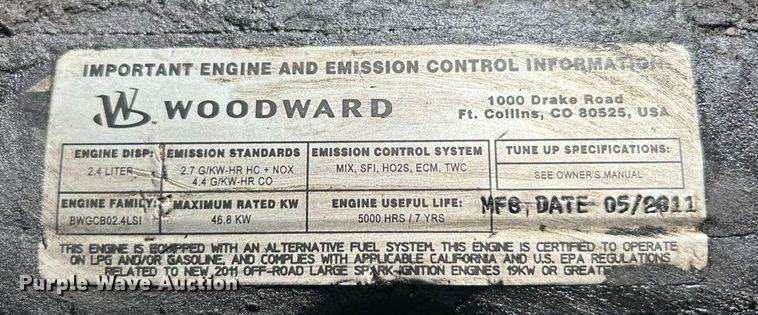 IMPORTANT ENGINE AND EMISSION CONTROL INFORMATION
WOODWARD
1000 Drake Road
Ft. Collins, CO 80525, USA
ENGINE DISP:
2.4 LITER
EMISSION STANDARDS
2.7 G/KW-HR HC + NOX
4.4 G/KW-HR CO
EMISSION CONTROL SYSTEM
MIX, SFI, HO2S, ECM, TWC
TUNE UP SPECIFICATIONS:
SEE OWNER'S MANUAL
ENGINE FAMILY:
BWGCB02.4LSI
MAXIMUM RATED KW
46.8 KW
ENGINE USEFUL LIFE:
5000 HRS / 7 YRS
MFG. DATE 05/2011
THIS ENGINE IS EQUIPPED WITH AN ALTERNATIVE FUEL SYSTEM. THIS ENGINE IS CERTIFIED TO OPERATE
ON LPG AND/OR GASOLINE, AND COMPLIES WITH APPLICABLE CALIFORNIA AND U.S. EPA REGULATIONS
RELATED TO NEW 2011 OFF-ROAD LARGE SPARK-IGNITION ENGINES 19KW OR GREATER
Purple Wave Auction